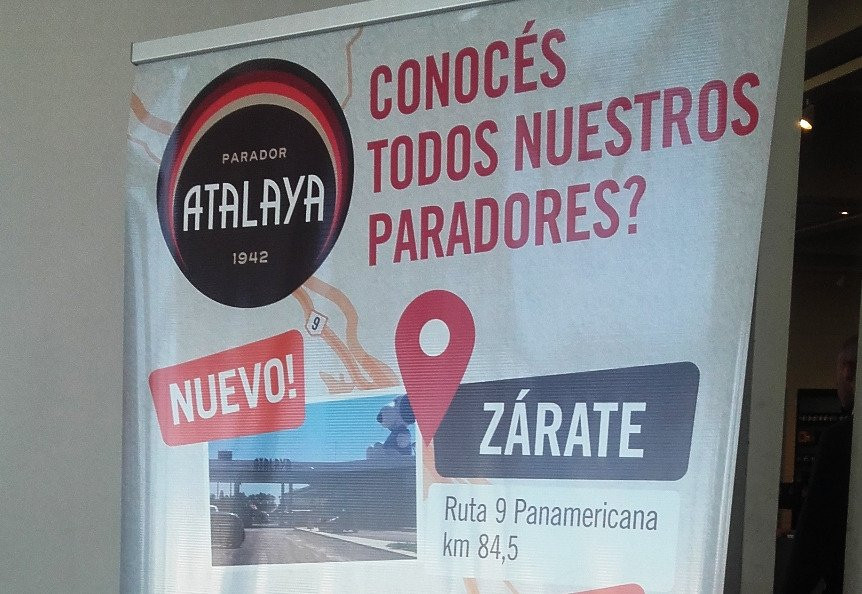 PARADOR
ATALAYA
1942
CONOCÉS
TODOS NUESTROS
PARADORES?
9
NUEVO!
ZÁRATE
Ruta 9 Panamericana
km 84,5